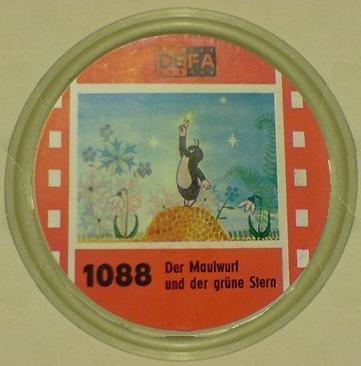 DEFA
1088
Der Maulwurf
und der grüne Stern